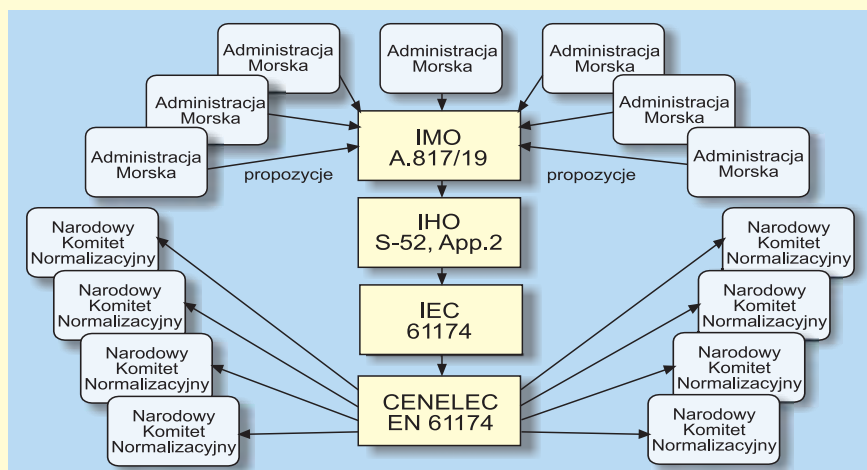 Administracja
Morska
Administracja
Morska
Administracja
Morska
Administracja
Morska
Administracja
Morska
Administracja
Morska
Administracja
Morska
propozycje
propozycje
IMO
A.817/19
IHO
S-52, App.2
IEC
61174
CENELEC
EN 61174
Narodowy
Komitet
Normalizacyjny
Narodowy
Komitet
Normalizacyjny
Narodowy
Komitet
Normalizacyjny
Narodowy
Komitet
Normalizacyjny
Narodowy
Komitet
Normalizacyjny
Narodowy
Komitet
Normalizacyjny
Narodowy
Komitet
Normalizacyjny
Narodowy
Komitet
Normalizacyjny